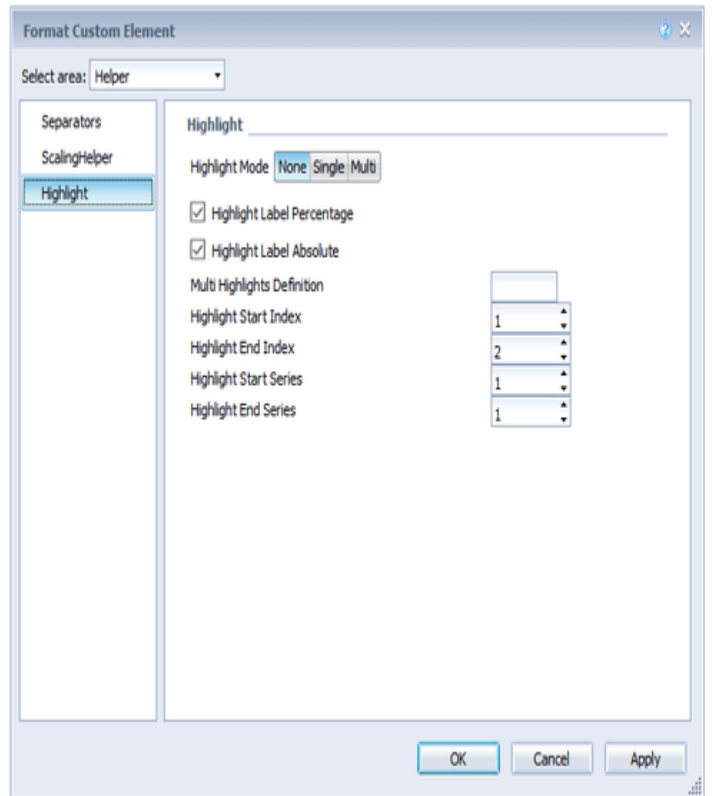 Format Custom Element
Select area: Helper
Separators
ScalingHelper
Highlight
Highlight
Highlight Mode None Single Multi
Highlight Label Percentage
Highlight Label Absolute
Multi Highlights Definition
Highlight Start Index 1
Highlight End Index 2
Highlight Start Series 1
Highlight End Series 1
OK Cancel Apply